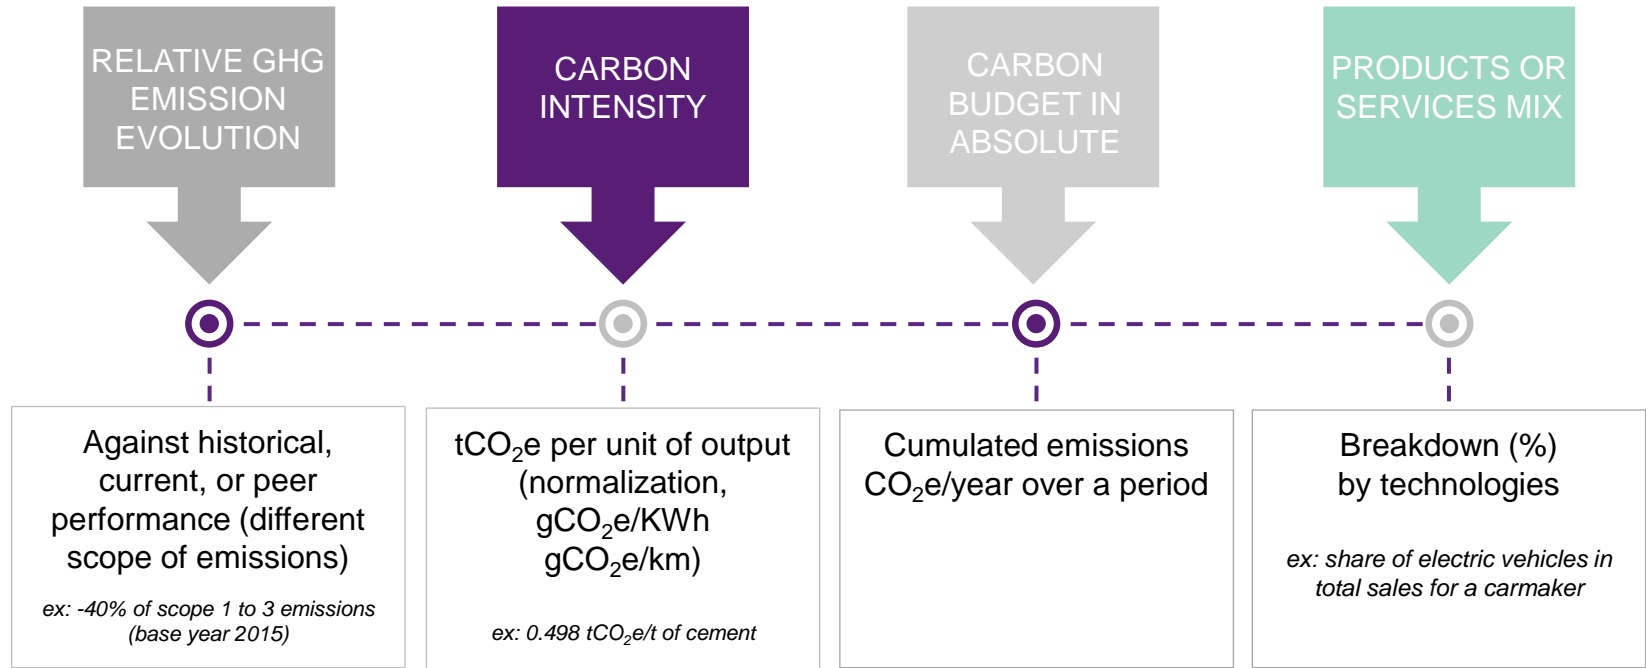 RELATIVE GHG
EMISSION
EVOLUTION
CARBON
INTENSITY
CARBON
BUDGET IN
ABSOLUTE
PRODUCTS OR
SERVICES MIX
Against historical,
current, or peer
performance (different
scope of emissions)
ex: -40% of scope 1 to 3 emissions
(base year 2015)
tCO₂e per unit of output
(normalization,
gCO₂e/KWh
gCO₂e/km)
ex: 0.498 tCO₂e/t of cement
Cumulated emissions
CO₂e/year over a period
Breakdown (%)
by technologies
ex: share of electric vehicles in
total sales for a carmaker